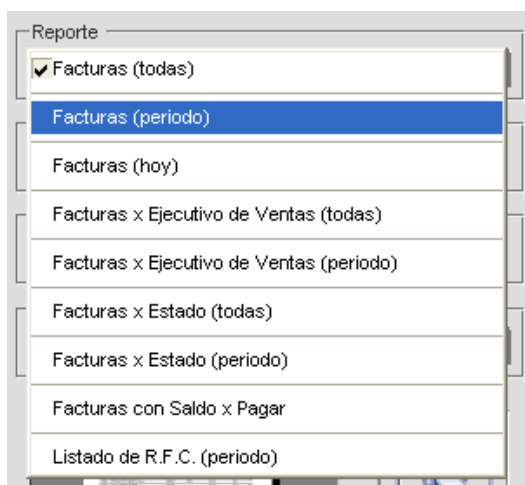 Reporte
Facturas (todas)
Facturas (periodo)
Facturas (hoy)
Facturas x Ejecutivo de Ventas (todas)
Facturas x Ejecutivo de Ventas (periodo)
Facturas x Estado (todas)
Facturas x Estado (periodo)
Facturas con Saldo x Pagar
Listado de R.F.C. (periodo)